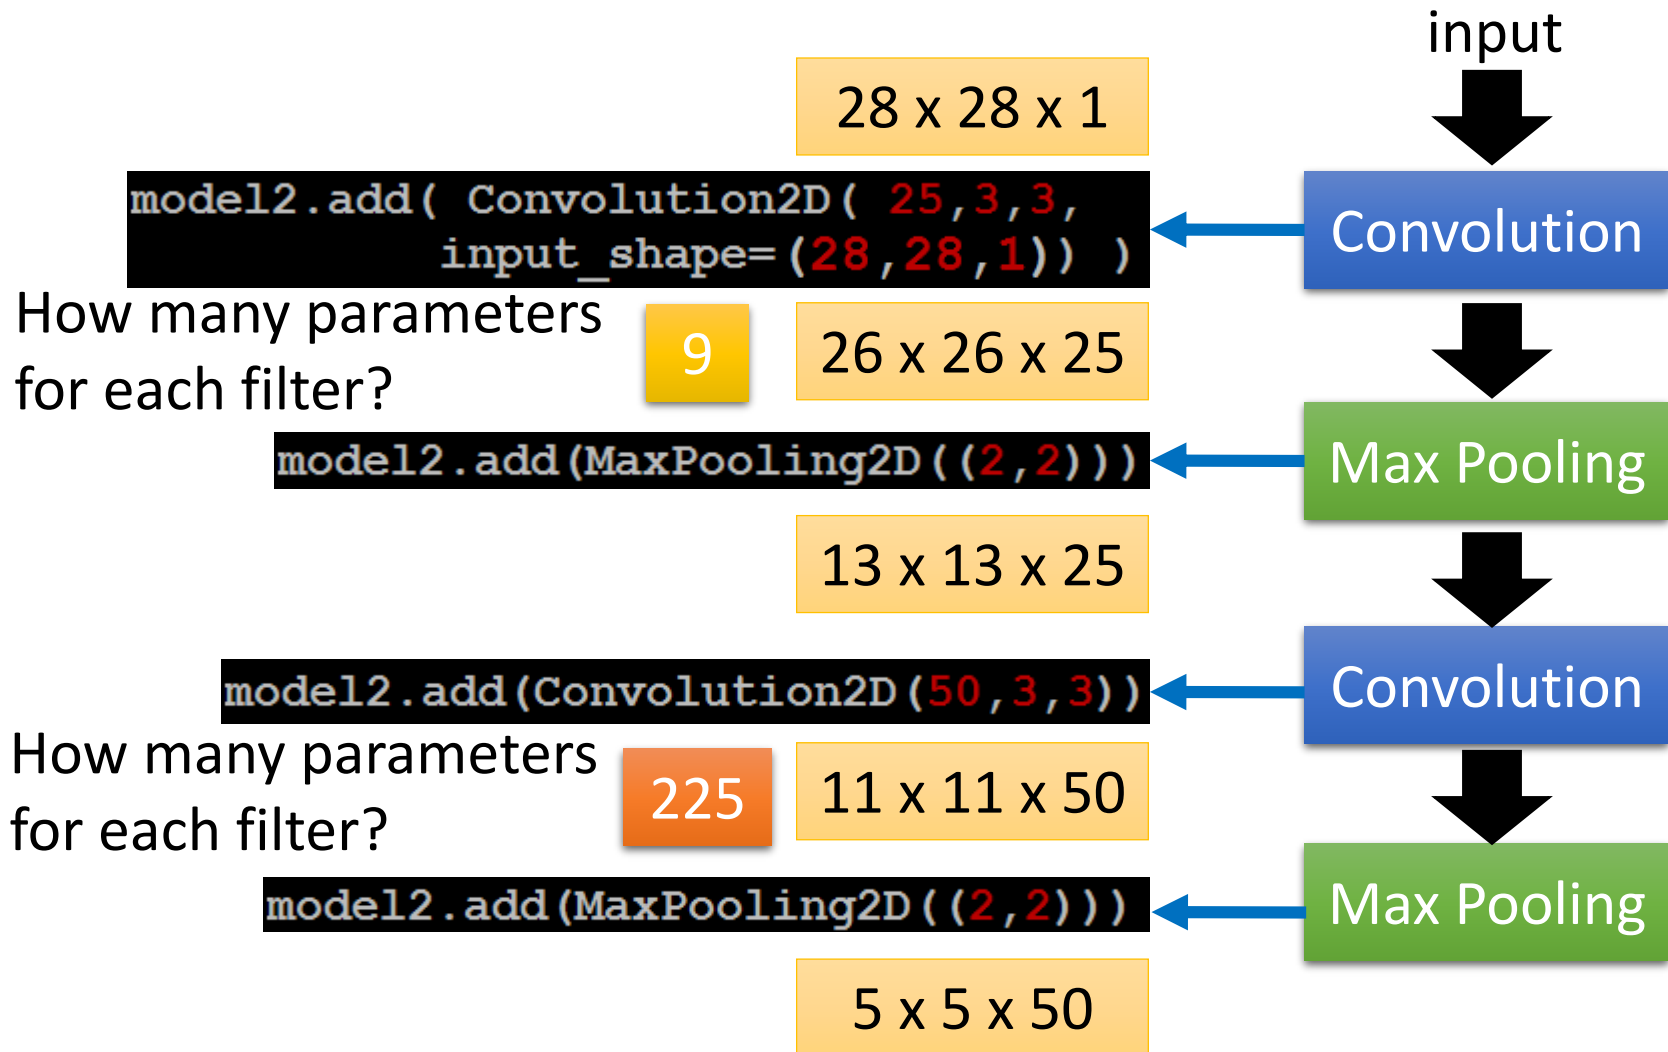 input
28 x 28 x 1
model2.add( Convolution2D( 25,3,3,
input_shape=(28,28,1)) )
Convolution
How many parameters
for each filter?
9
26 x 26 x 25
model2.add(MaxPooling2D((2,2)))
Max Pooling
13 x 13 x 25
model2.add(Convolution2D(50,3,3))
Convolution
How many parameters
for each filter?
225
11 x 11 x 50
model2.add(MaxPooling2D((2,2)))
Max Pooling
5 x 5 x 50